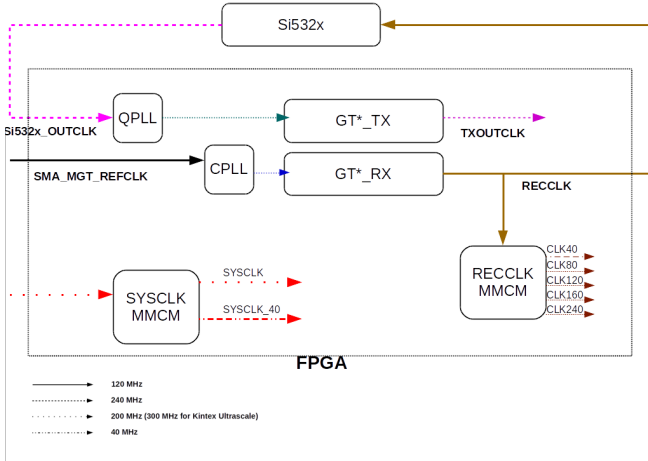 Si532x
QPLL
GT*_TX
Si532x_OUTCLK
TXOUTCLK
CPLL
GT*_RX
SMA_MGT_REFCLK
RECCLK
SYSCLK
MMCM
SYSCLK
SYSCLK_40
RECCLK
MMCM
CLK40
CLK80
CLK120
CLK160
CLK240
FPGA
120 MHz
240 MHz
200 MHz (300 MHz for Kintex Ultrascale)
40 MHz